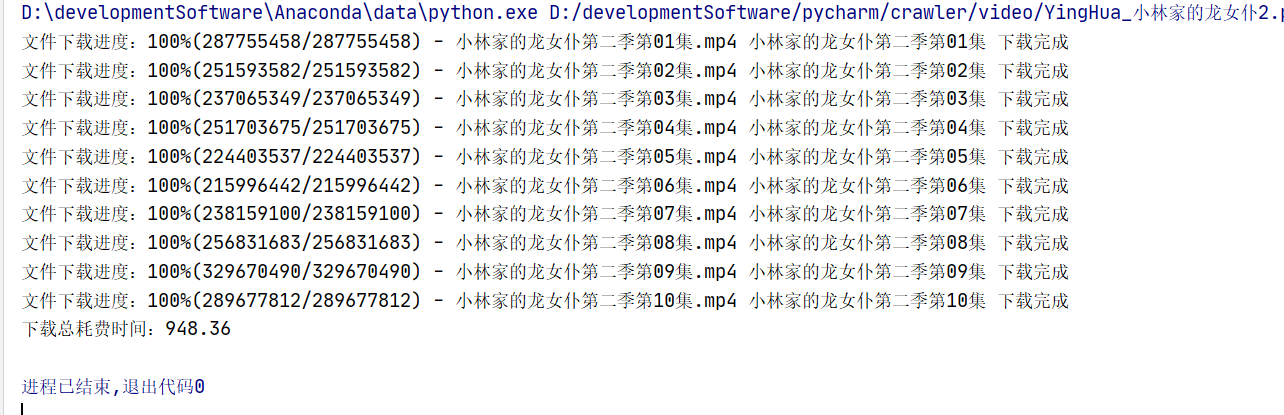 D:\developmentSoftware\Anaconda\data\python.exe D:/developmentSoftware/pycharm/crawler/video/YingHua_小林家的龙女仆2.p
文件下载进度：100%(287755458/287755458) - 小林家的龙女仆第二季第01集.mp4 小林家的龙女仆第二季第01集 下载完成
文件下载进度：100%(251593582/251593582) - 小林家的龙女仆第二季第02集.mp4 小林家的龙女仆第二季第02集 下载完成
文件下载进度：100%(237065349/237065349) - 小林家的龙女仆第二季第03集.mp4 小林家的龙女仆第二季第03集 下载完成
文件下载进度：100%(251703675/251703675) - 小林家的龙女仆第二季第04集.mp4 小林家的龙女仆第二季第04集 下载完成
文件下载进度：100%(224403537/224403537) - 小林家的龙女仆第二季第05集.mp4 小林家的龙女仆第二季第05集 下载完成
文件下载进度：100%(215996442/215996442) - 小林家的龙女仆第二季第06集.mp4 小林家的龙女仆第二季第06集 下载完成
文件下载进度：100%(238159100/238159100) - 小林家的龙女仆第二季第07集.mp4 小林家的龙女仆第二季第07集 下载完成
文件下载进度：100%(256831683/256831683) - 小林家的龙女仆第二季第08集.mp4 小林家的龙女仆第二季第08集 下载完成
文件下载进度：100%(329670490/329670490) - 小林家的龙女仆第二季第09集.mp4 小林家的龙女仆第二季第09集 下载完成
文件下载进度：100%(289677812/289677812) - 小林家的龙女仆第二季第10集.mp4 小林家的龙女仆第二季第10集 下载完成
下载总耗费时间：948.36
进程已结束,退出代码0